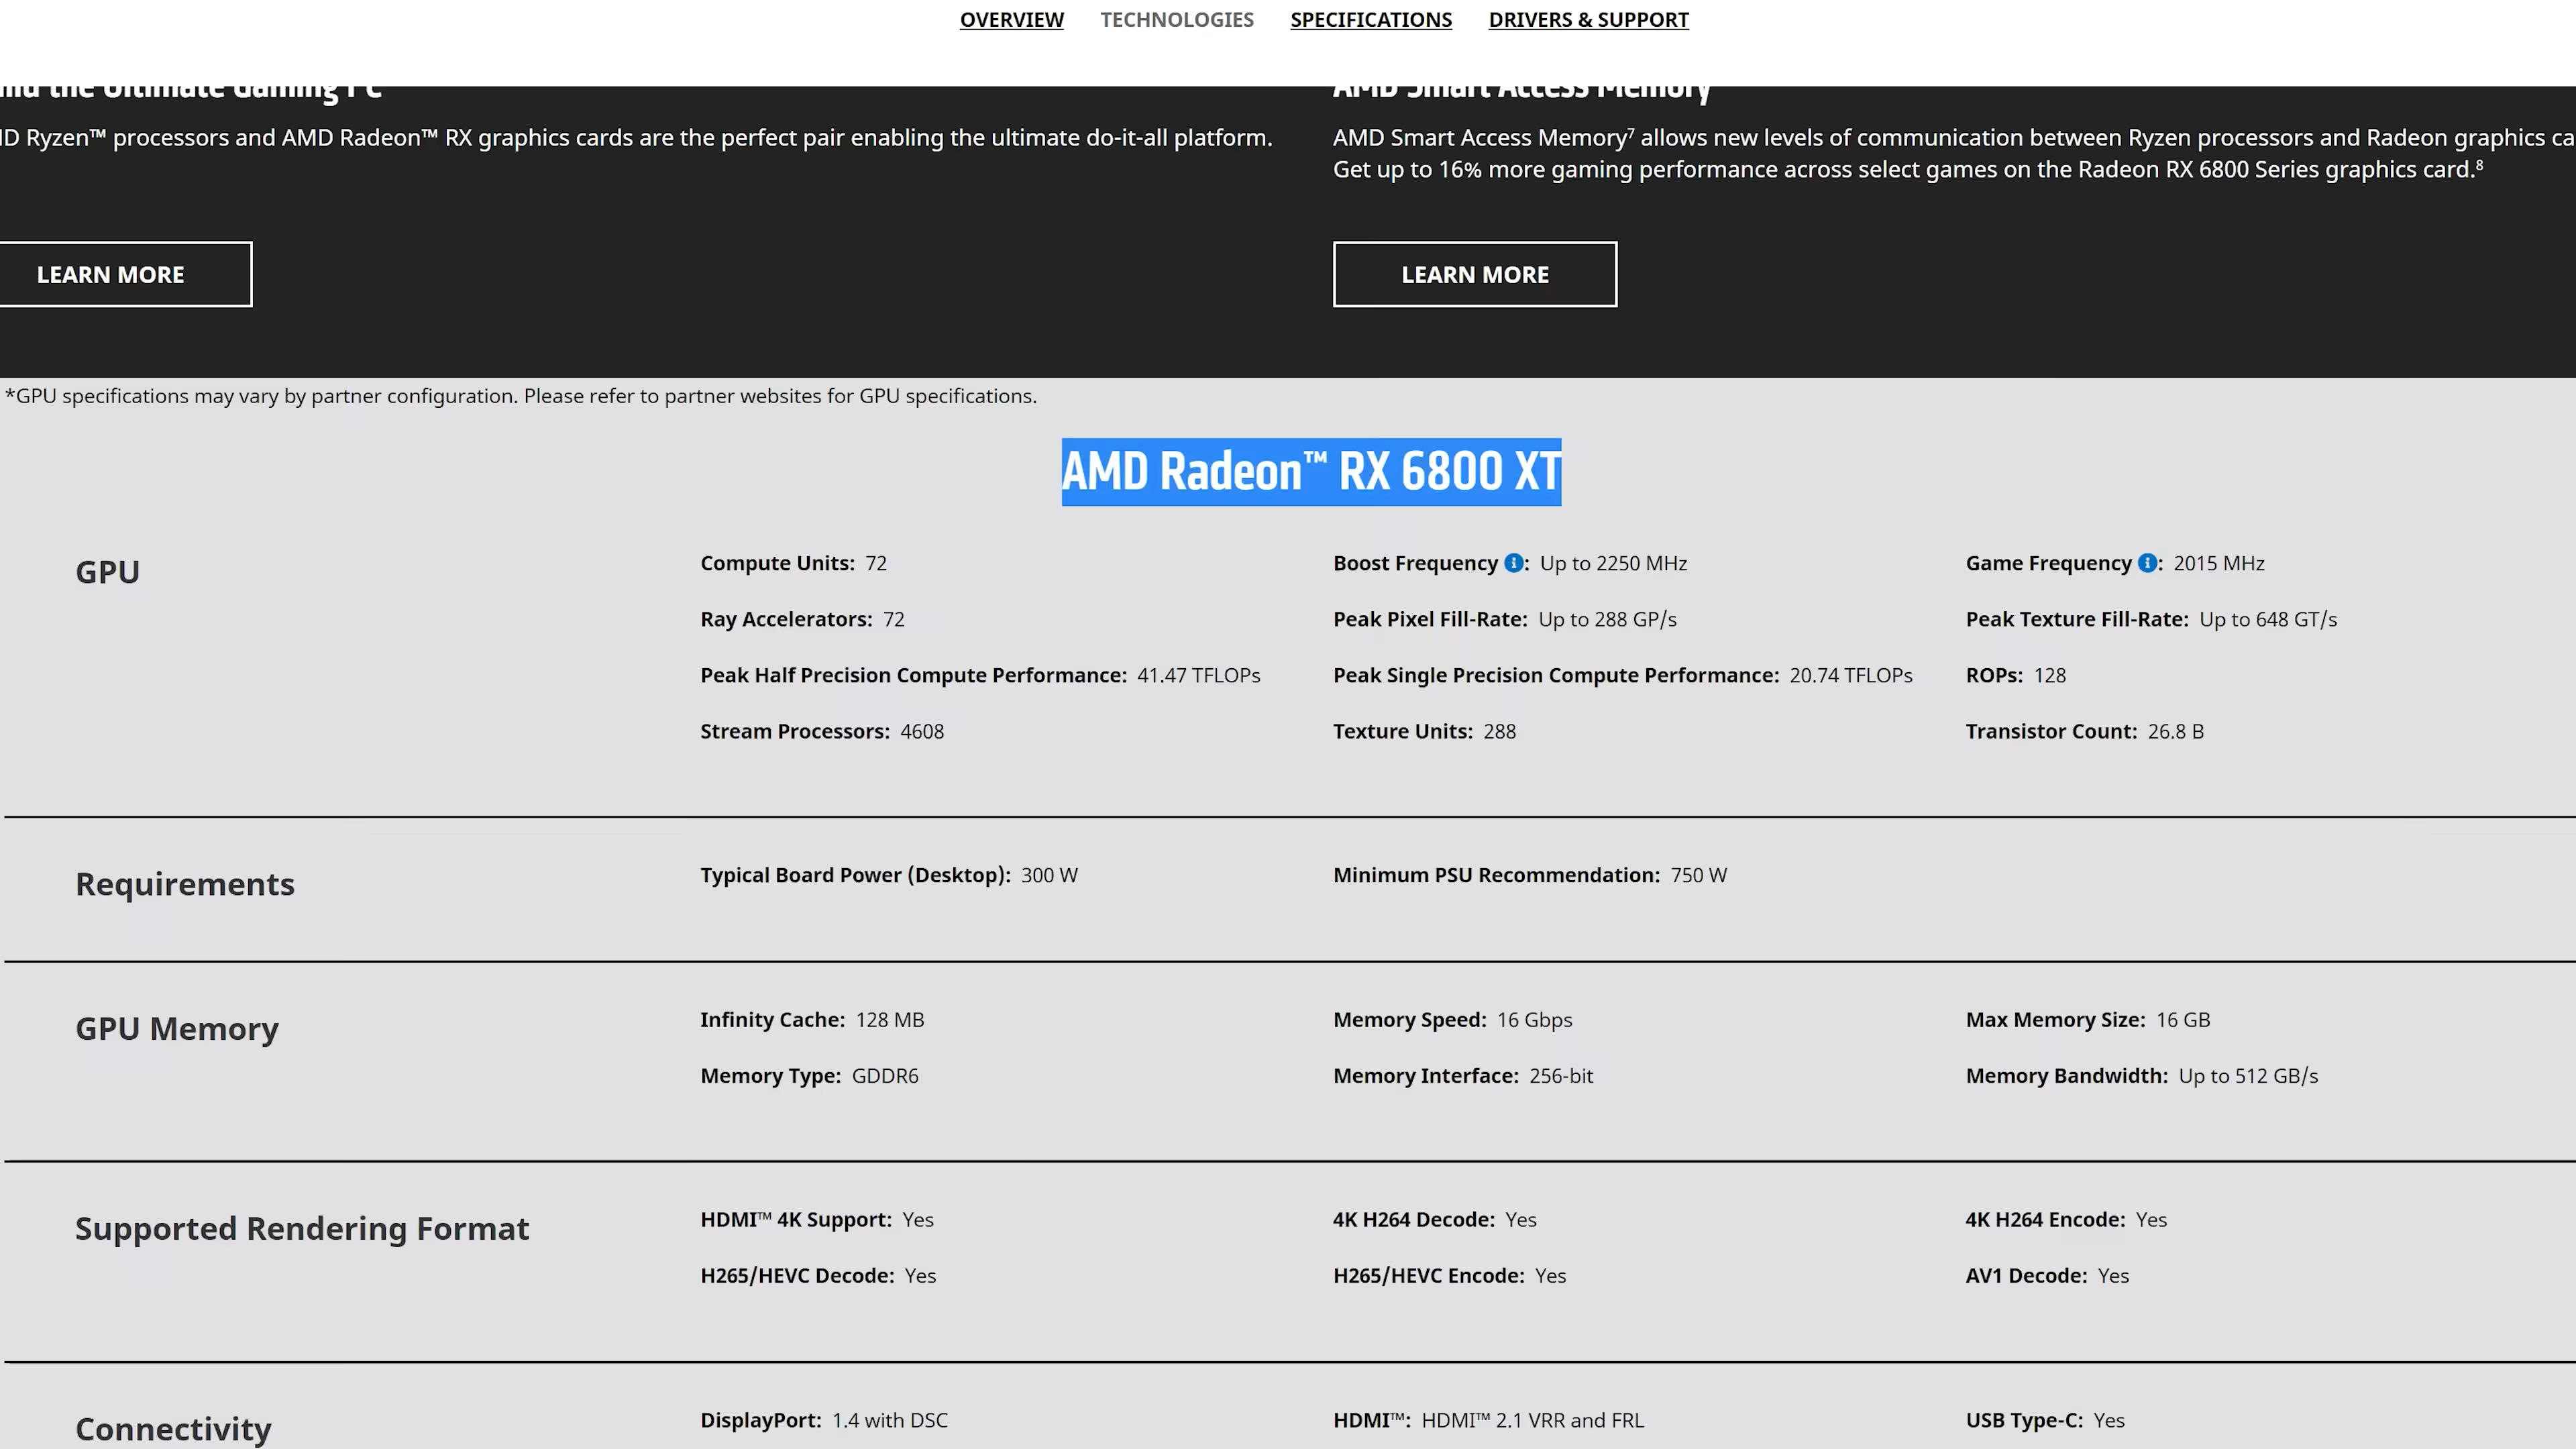 OVERVIEW TECHNOLOGIES SPECIFICATIONS DRIVERS & SUPPORT
the Ultimate Gaming PC
AMD Smart Access Memory
Ryzen™ processors and AMD Radeon™ RX graphics cards are the perfect pair enabling the ultimate do-it-all platform.
AMD Smart Access Memory⁷ allows new levels of communication between Ryzen processors and Radeon graphics
Get up to 16% more gaming performance across select games on the Radeon RX 6800 Series graphics card.⁸
LEARN MORE
LEARN MORE
*GPU specifications may vary by partner configuration. Please refer to partner websites for GPU specifications.
AMD Radeon™ RX 6800 XT
GPU
Compute Units: 72 Boost Frequency i: Up to 2250 MHz Game Frequency i: 2015 MHz
Ray Accelerators: 72 Peak Pixel Fill-Rate: Up to 288 GP/s Peak Texture Fill-Rate: Up to 648 GT/s
Peak Half Precision Compute Performance: 41.47 TFLOPs Peak Single Precision Compute Performance: 20.74 TFLOPs ROPs: 128
Stream Processors: 4608 Texture Units: 288 Transistor Count: 26.8 B
Requirements
Typical Board Power (Desktop): 300 W Minimum PSU Recommendation: 750 W
GPU Memory
Infinity Cache: 128 MB Memory Speed: 16 Gbps Max Memory Size: 16 GB
Memory Type: GDDR6 Memory Interface: 256-bit Memory Bandwidth: Up to 512 GB/s
Supported Rendering Format
HDMI™ 4K Support: Yes 4K H264 Decode: Yes 4K H264 Encode: Yes
H265/HEVC Decode: Yes H265/HEVC Encode: Yes AV1 Decode: Yes
Connectivity
DisplayPort: 1.4 with DSC HDMI™: HDMI™ 2.1 VRR and FRL USB Type-C: Yes